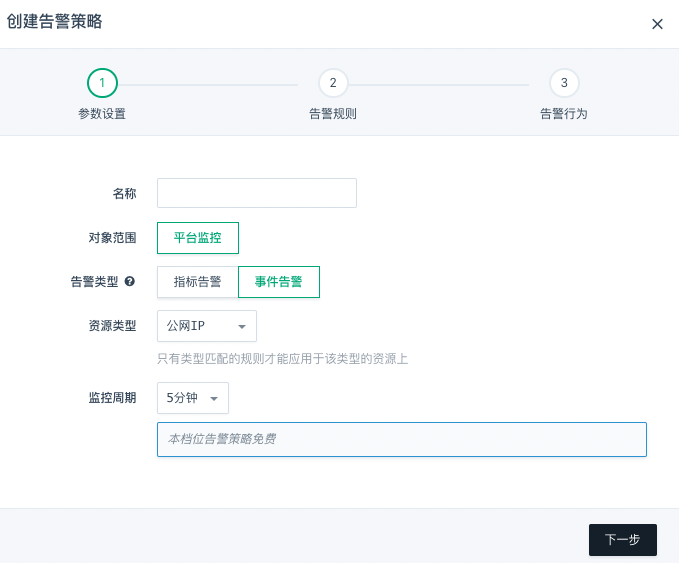 创建告警策略
1
2
3
参数设置
告警规则
告警行为
名称
对象范围
平台监控
告警类型
指标告警
事件告警
资源类型
公网IP
只有类型匹配的规则才能应用于该类型的资源上
监控周期
5分钟
本档位告警策略免费
下一步